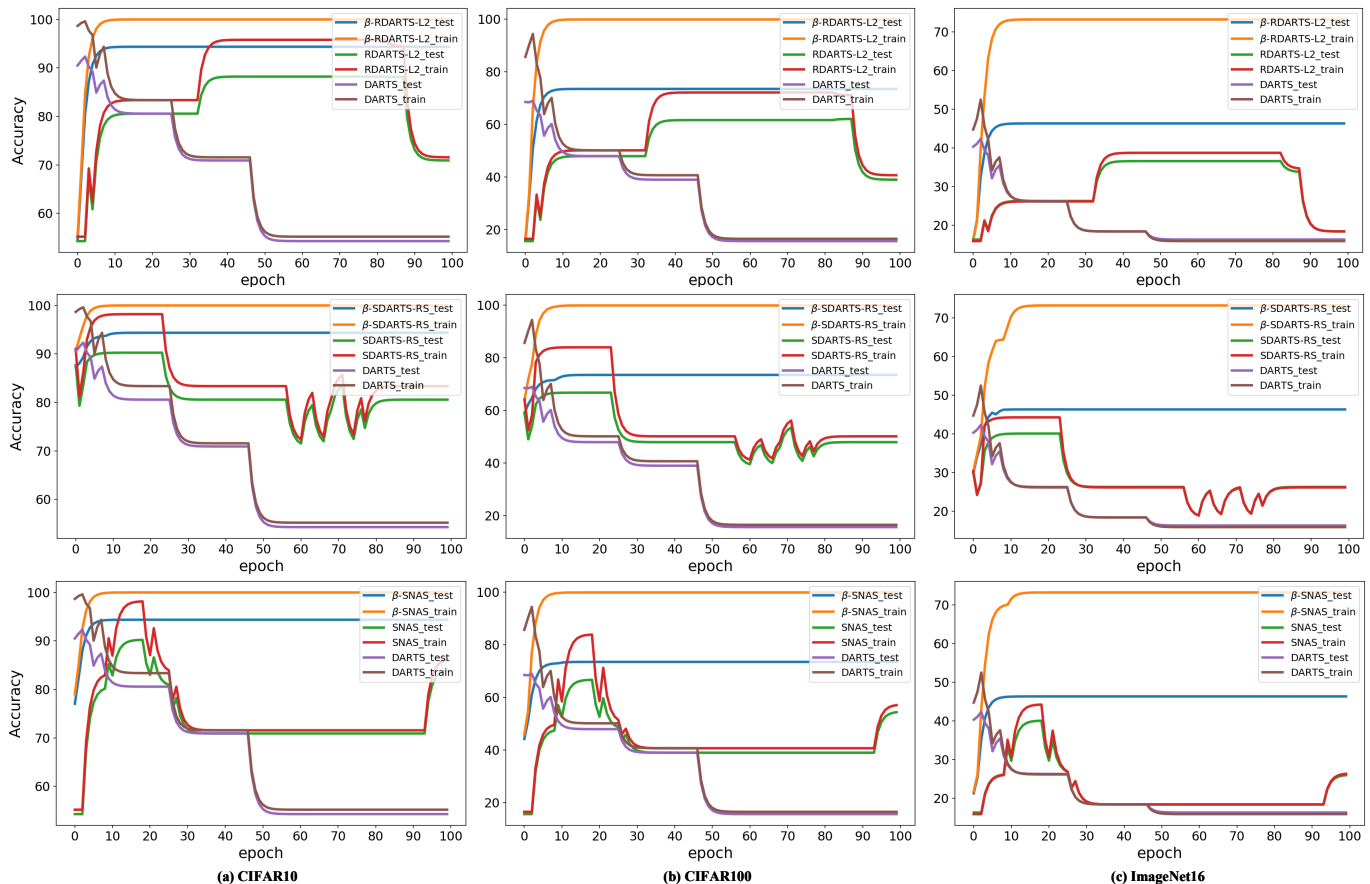 100
90
80
70
60
Accuracy
0 10 20 30 40 50 60 70 80 90 100
epoch
β-RDARTS-L2_test
β-RDARTS-L2_train
RDARTS-L2_test
RDARTS-L2_train
DARTS_test
DARTS_train
100
80
60
40
20
0 10 20 30 40 50 60 70 80 90 100
epoch
β-RDARTS-L2_test
β-RDARTS-L2_train
RDARTS-L2_test
RDARTS-L2_train
DARTS_test
DARTS_train
70
60
50
40
30
20
0 10 20 30 40 50 60 70 80 90 100
epoch
β-RDARTS-L2_test
β-RDARTS-L2_train
RDARTS-L2_test
RDARTS-L2_train
DARTS_test
DARTS_train
100
90
80
70
60
Accuracy
0 10 20 30 40 50 60 70 80 90 100
epoch
β-SDARTS-RS_test
β-SDARTS-RS_train
SDARTS-RS_test
SDARTS-RS_train
DARTS_test
DARTS_train
100
80
60
40
20
0 10 20 30 40 50 60 70 80 90 100
epoch
β-SDARTS-RS_test
β-SDARTS-RS_train
SDARTS-RS_test
SDARTS-RS_train
DARTS_test
DARTS_train
70
60
50
40
30
20
0 10 20 30 40 50 60 70 80 90 100
epoch
β-SDARTS-RS_test
β-SDARTS-RS_train
SDARTS-RS_test
SDARTS-RS_train
DARTS_test
DARTS_train
100
90
80
70
60
Accuracy
0 10 20 30 40 50 60 70 80 90 100
epoch
β-SNAS_test
β-SNAS_train
SNAS_test
SNAS_train
DARTS_test
DARTS_train
100
80
60
40
20
0 10 20 30 40 50 60 70 80 90 100
epoch
β-SNAS_test
β-SNAS_train
SNAS_test
SNAS_train
DARTS_test
DARTS_train
70
60
50
40
30
20
0 10 20 30 40 50 60 70 80 90 100
epoch
β-SNAS_test
β-SNAS_train
SNAS_test
SNAS_train
DARTS_test
DARTS_train
(a) CIFAR10
(b) CIFAR100
(c) ImageNet16